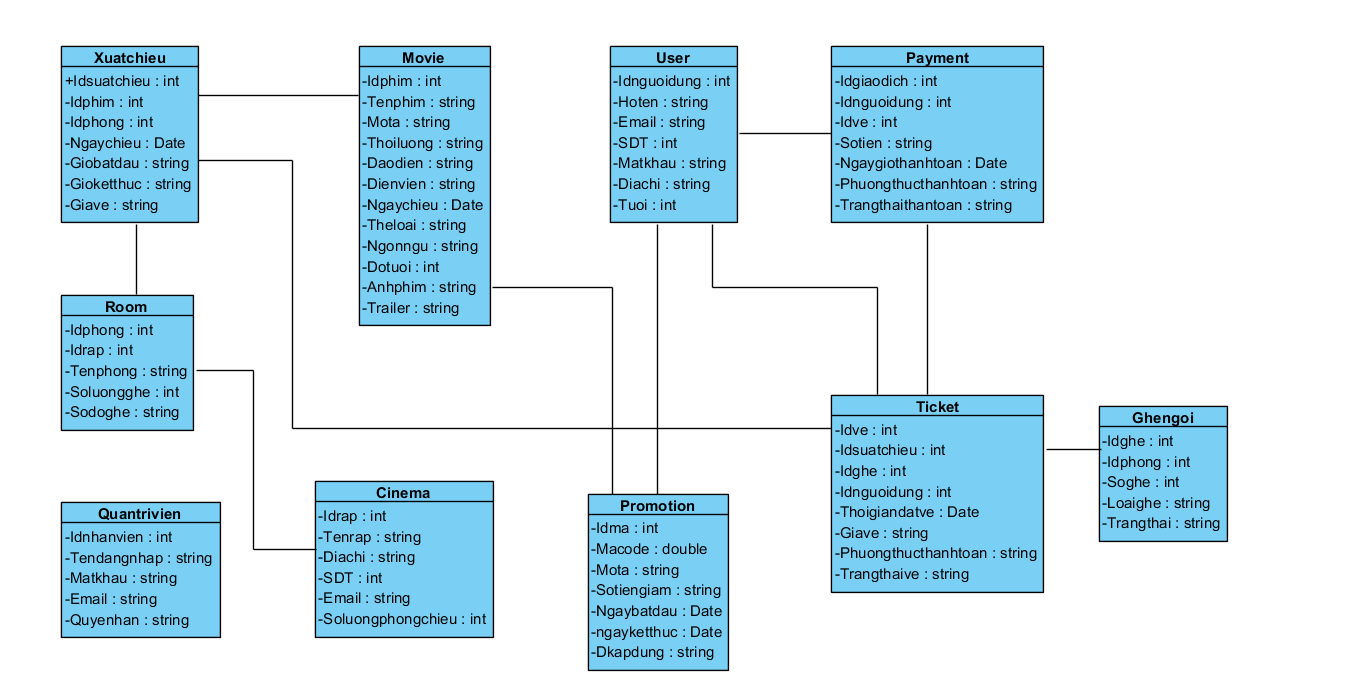 Xuatchieu
+Idsuatchieu : int
-Idphim : int
-Idphong : int
-Ngaychieu : Date
-Giobatdau : string
-Gioketthuc : string
-Giave : string
Movie
-Idphim : int
-Tenphim : string
-Mota : string
-Thoiluong : string
-Daodien : string
-Dienvien : string
-Ngaychieu : Date
-Theloai : string
-Ngonngu : string
-Dotuoi : int
-Anhphim : string
-Trailer : string
User
-Idnguoidung : int
-Hoten : string
-Email : string
-SDT : int
-Matkhau : string
-Diachi : string
-Tuoi : int
Payment
-Idgiaodich : int
-Idnguoidung : int
-Idve : int
-Sotien : string
-Ngaygiothanhtoan : Date
-Phuongthucthanhtoan : string
-Trangthaithantoan : string
Room
-Idphong : int
-Idrap : int
-Tenphong : string
-Soluongghe : int
-Sodoghe : string
Ticket
-Idve : int
-Idsuatchieu : int
-Idghe : int
-Idnguoidung : int
-Thoigiandatve : Date
-Giave : string
-Phuongthucthanhtoan : string
-Trangthaive : string
Ghengoi
-Idghe : int
-Idphong : int
-Soghe : int
-Loaighe : string
-Trangthai : string
Quantrivien
-Idnhanvien : int
-Tendangnhap : string
-Matkhau : string
-Email : string
-Quyenhan : string
Cinema
-Idrap : int
-Tenrap : string
-Diachi : string
-SDT : int
-Email : string
-Soluongphongchieu : int
Promotion
-Idma : int
-Macode : double
-Mota : string
-Sotiengiam : string
-Ngaybatdau : Date
-ngayketthuc : Date
-Dkapdung : string